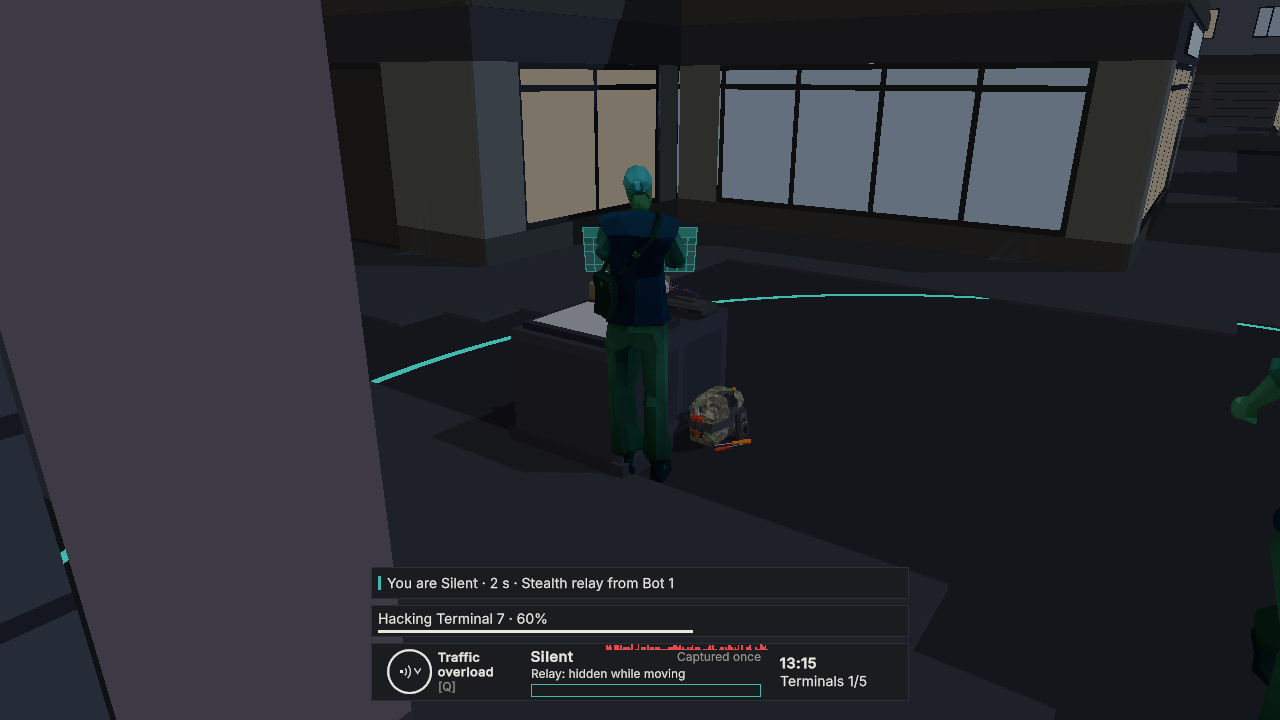 You are Silent · 2 s · Stealth relay from Bot 1
Hacking Terminal 7 · 60%
Traffic overload
[Q]
Silent
Captured once
Relay: hidden while moving
13:15
Terminals 1/5